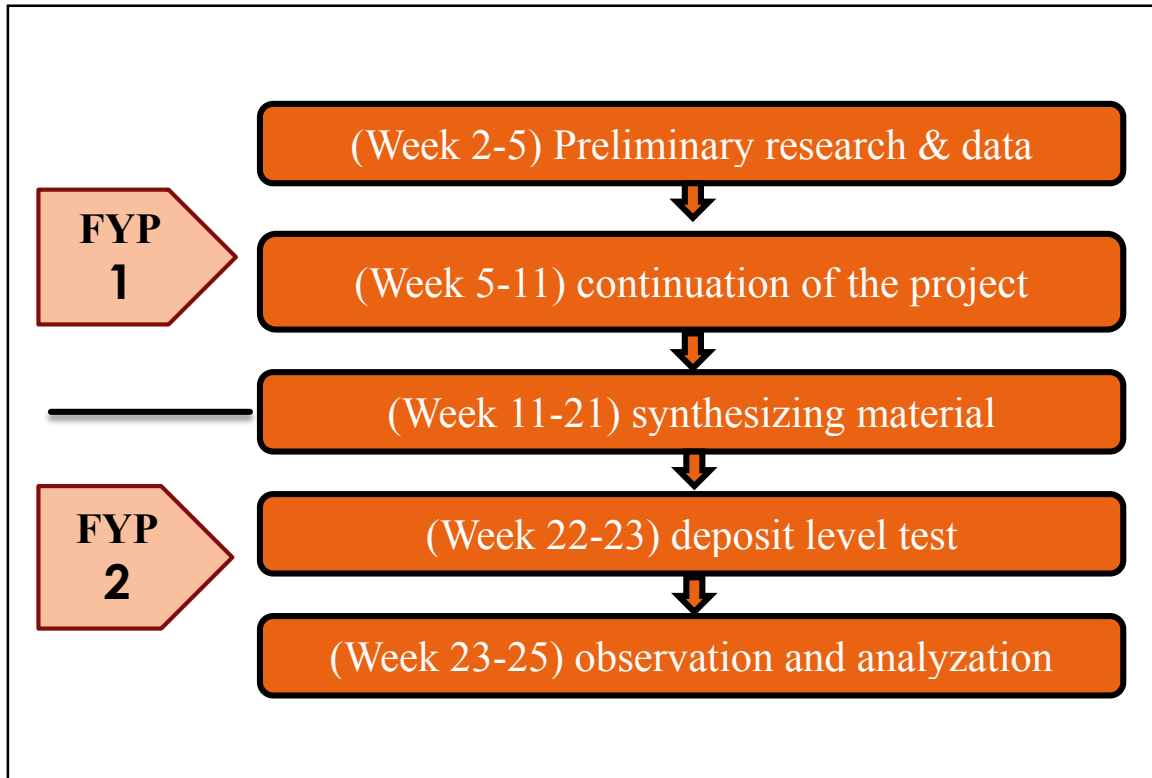 (Week 2-5) Preliminary research & data
FYP
1
(Week 5-11) continuation of the project
(Week 11-21) synthesizing material
FYP
2
(Week 22-23) deposit level test
(Week 23-25) observation and analyzation